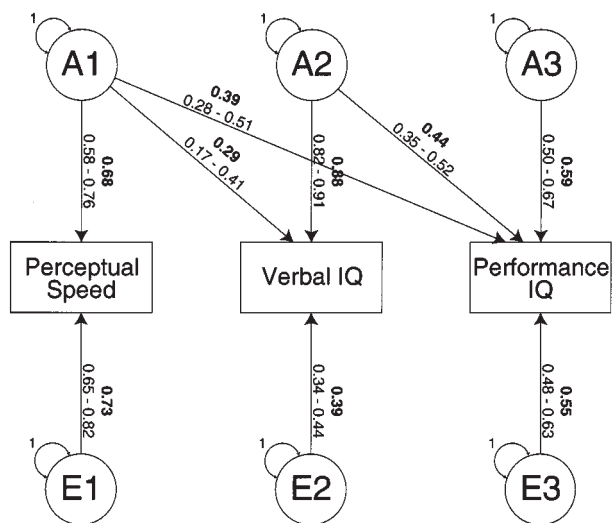 1
A1
1
A2
1
A3
0.39
0.28 - 0.51
0.29
0.17 - 0.41
0.44
0.35 - 0.52
0.68
0.58 - 0.76
0.88
0.82 - 0.91
0.59
0.50 - 0.67
Perceptual
Speed
Verbal IQ
Performance
IQ
0.73
0.65 - 0.82
0.39
0.34 - 0.44
0.55
0.48 - 0.63
1
E1
1
E2
1
E3